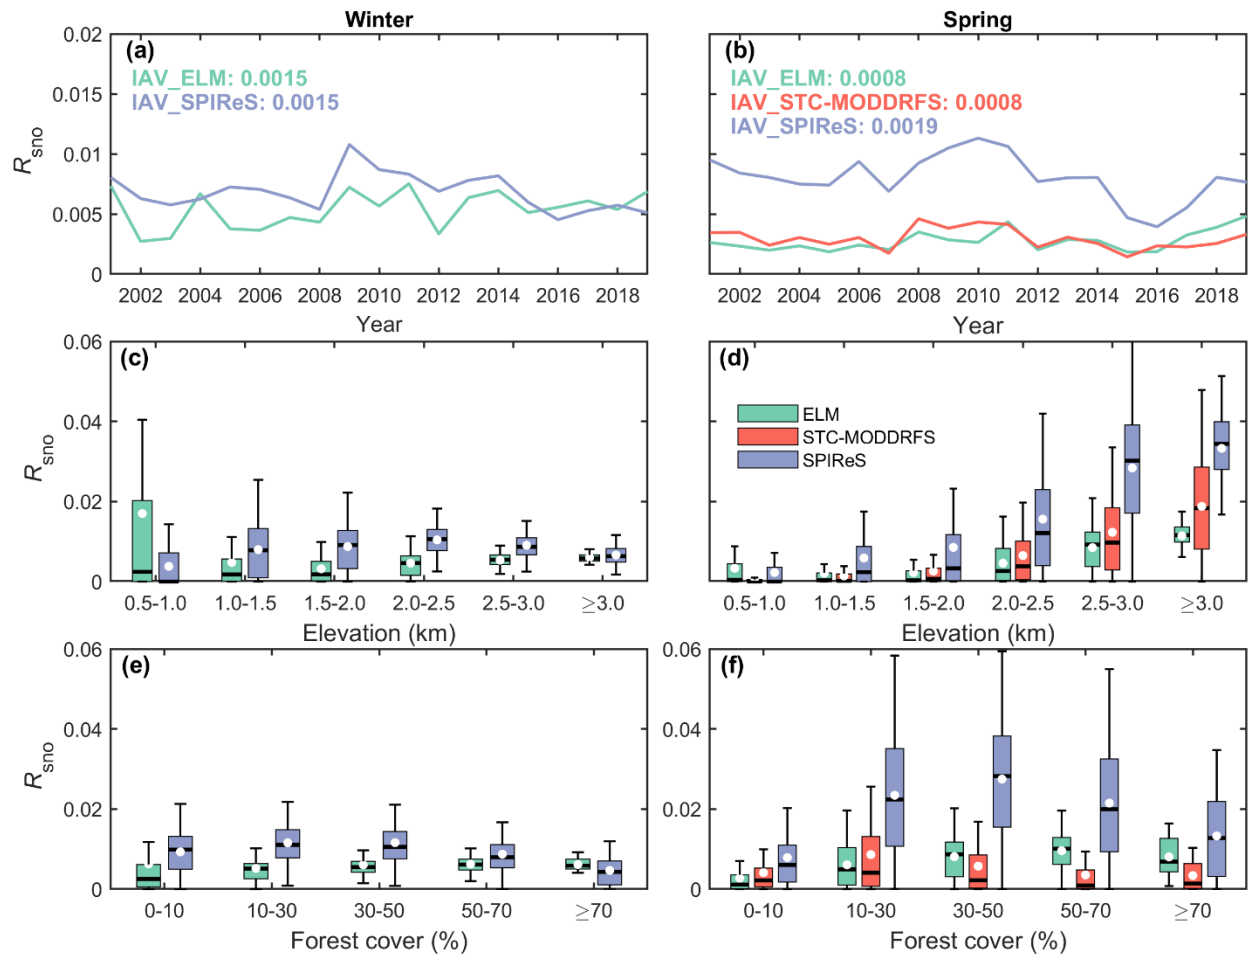 Winter
Spring
(a)
IAV_ELM: 0.0015
IAV_SPIReS: 0.0015
R_sno
0.02
0.015
0.01
0.005
0
2002 2004 2006 2008 2010 2012 2014 2016 2018
Year
(b)
IAV_ELM: 0.0008
IAV_STC-MODDRFS: 0.0008
IAV_SPIReS: 0.0019
2002 2004 2006 2008 2010 2012 2014 2016 2018
Year
(c)
R_sno
0.06
0.04
0.02
0
0.5-1.0 1.0-1.5 1.5-2.0 2.0-2.5 2.5-3.0 ≥3.0
Elevation (km)
(d)
ELM
STC-MODDRFS
SPIReS
0.5-1.0 1.0-1.5 1.5-2.0 2.0-2.5 2.5-3.0 ≥3.0
Elevation (km)
(e)
R_sno
0.06
0.04
0.02
0
0-10 10-30 30-50 50-70 ≥70
Forest cover (%)
(f)
0.06
0.04
0.02
0
0-10 10-30 30-50 50-70 ≥70
Forest cover (%)